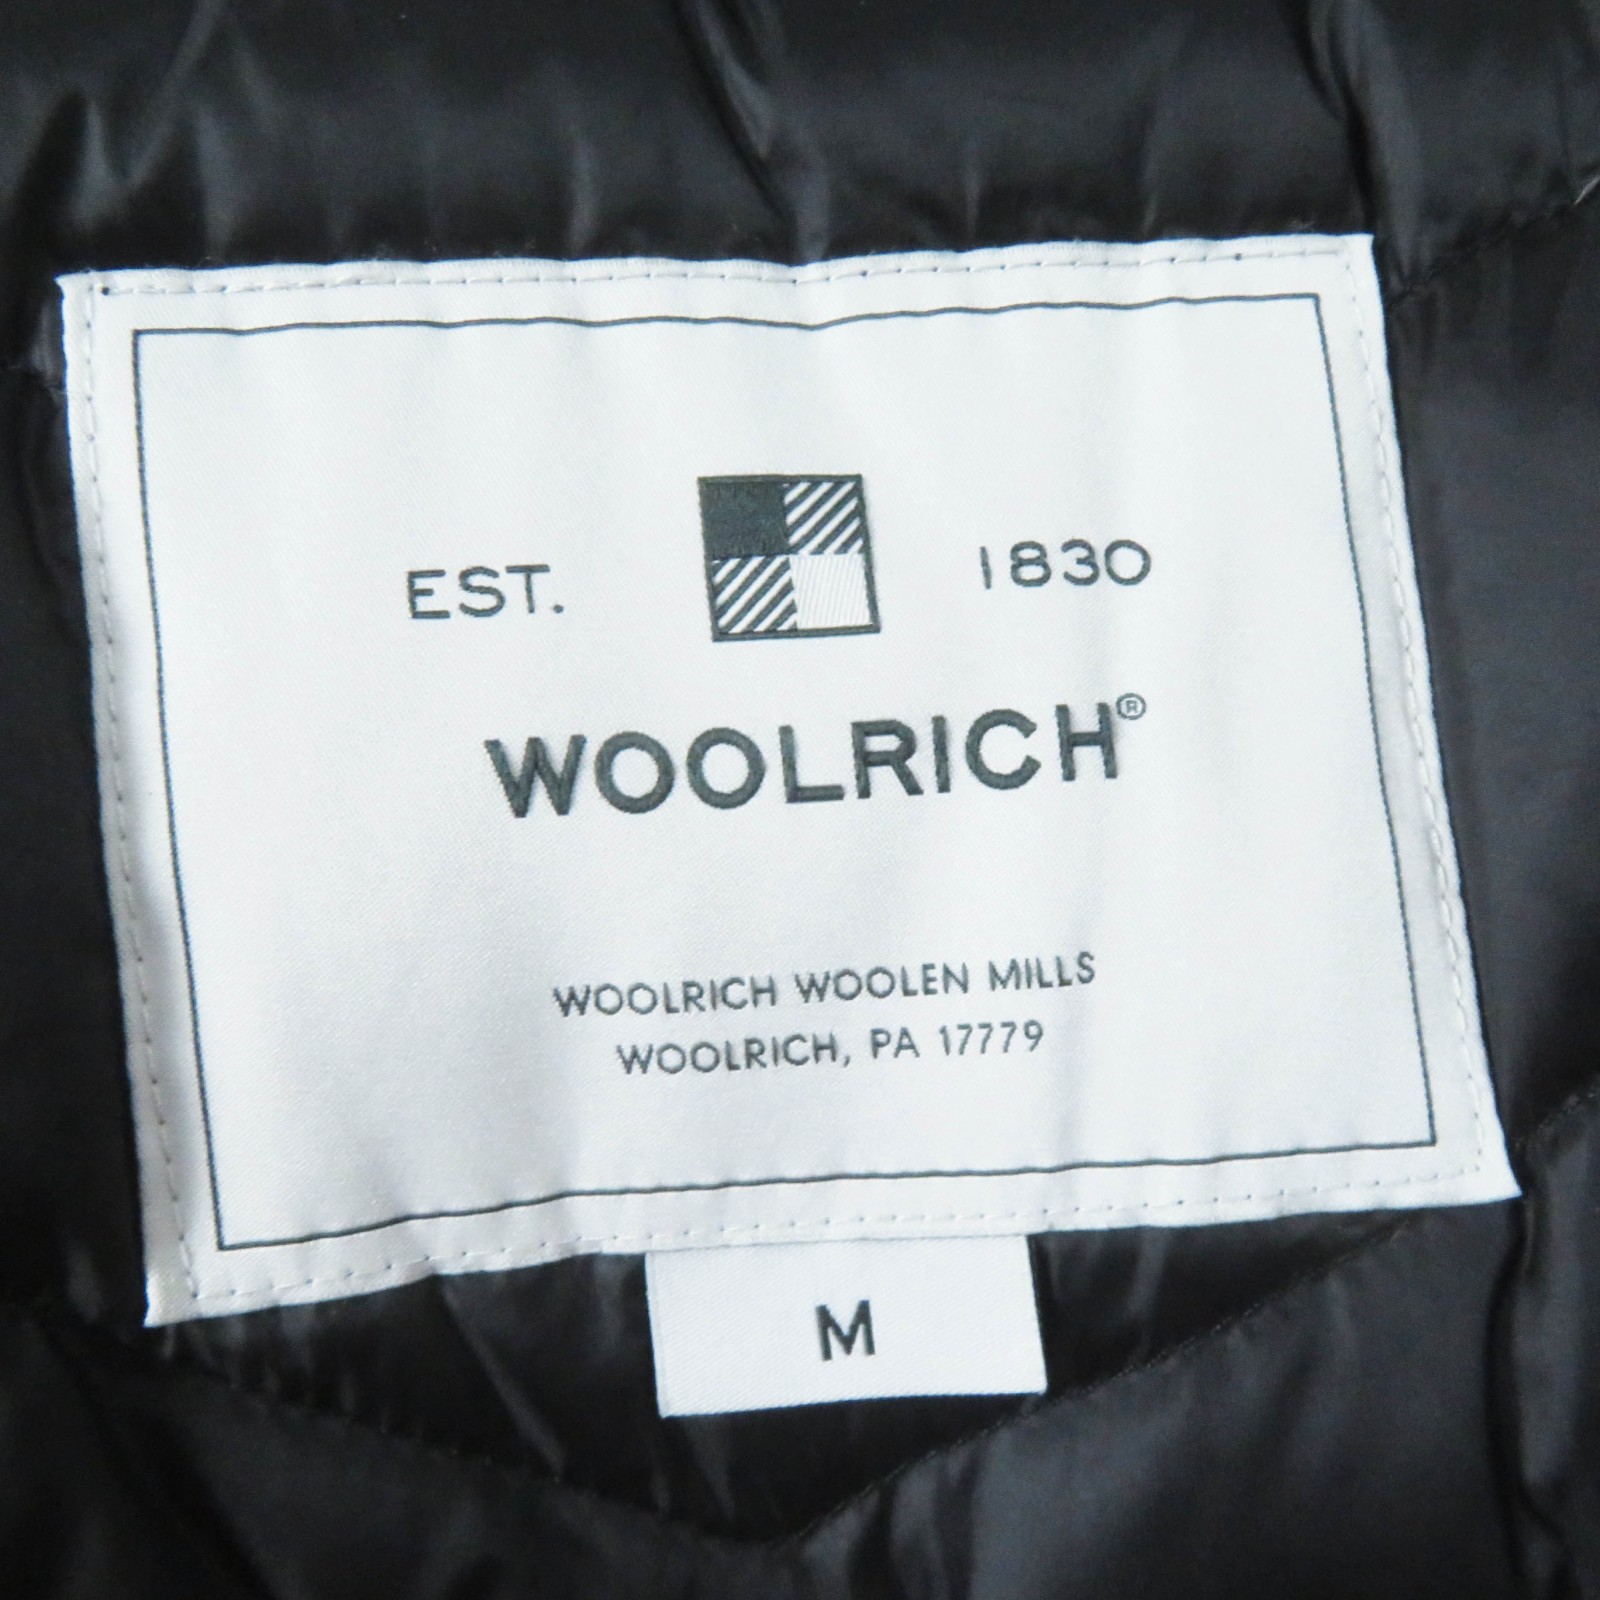 EST. 1830
WOOLRICH®
WOOLRICH WOOLEN MILLS
WOOLRICH, PA 17779
M